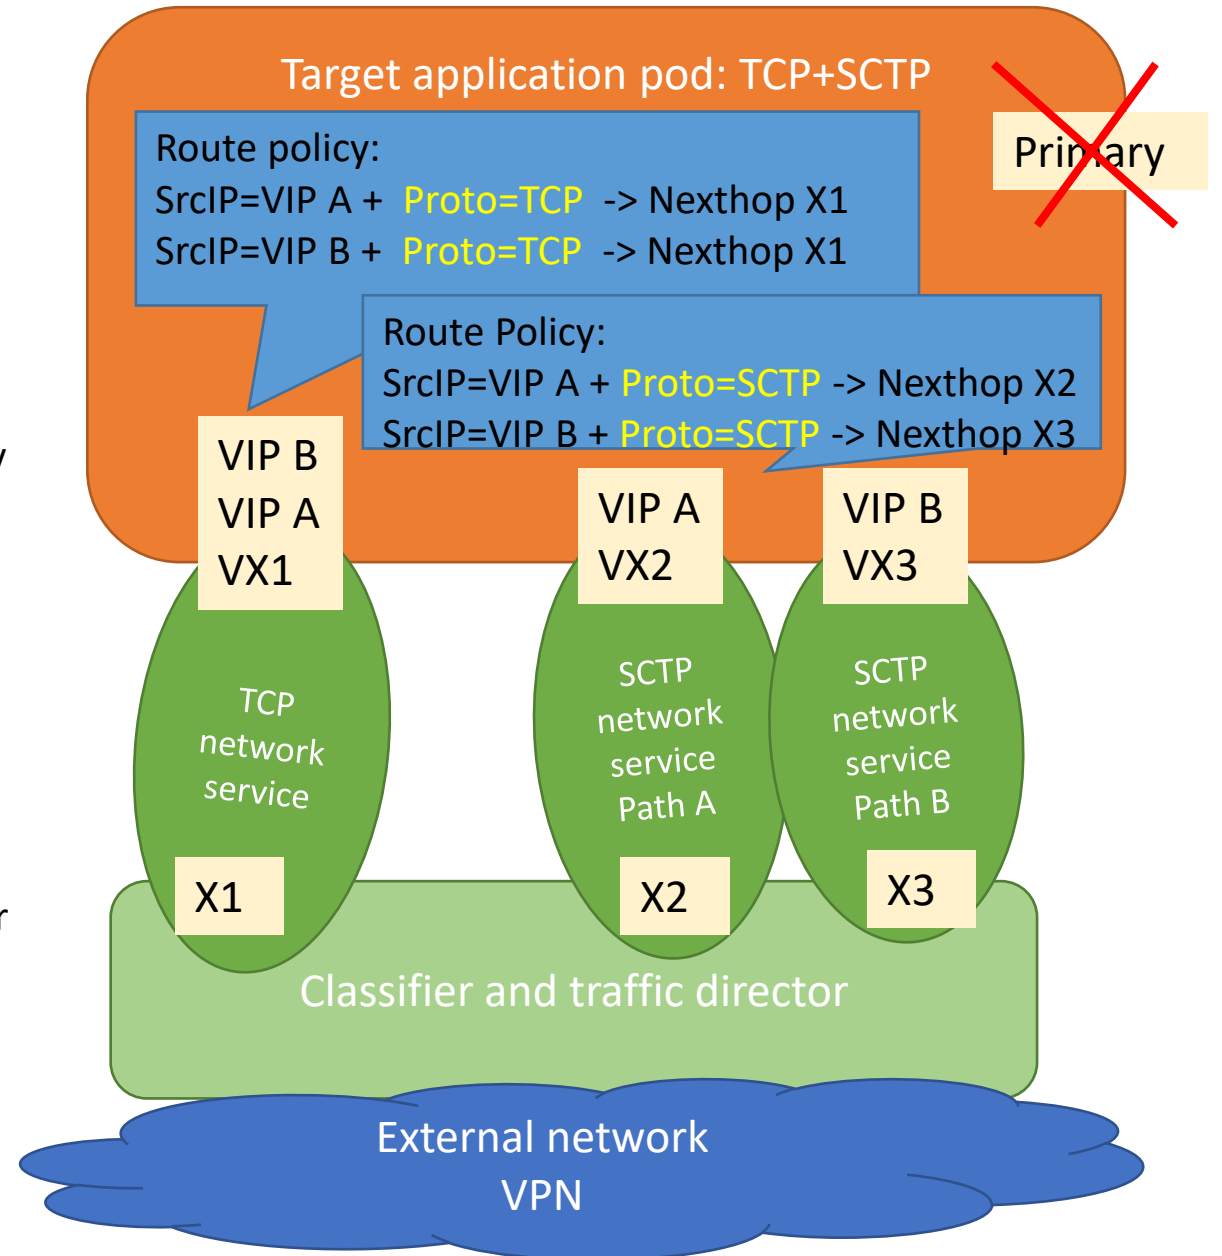 Target application pod: TCP+SCTP
Primary
Route policy:
SrcIP=VIP A + Proto=TCP -> Nexthop X1
SrcIP=VIP B + Proto=TCP -> Nexthop X1
Route Policy:
SrcIP=VIP A + Proto=SCTP -> Nexthop X2
SrcIP=VIP B + Proto=SCTP -> Nexthop X3
VIP B
VIP A
VX1
VIP A
VX2
VIP B
VX3
TCP
network
service
SCTP
network
service
Path A
SCTP
network
service
Path B
X1
X2
X3
Classifier and traffic director
External network
VPN